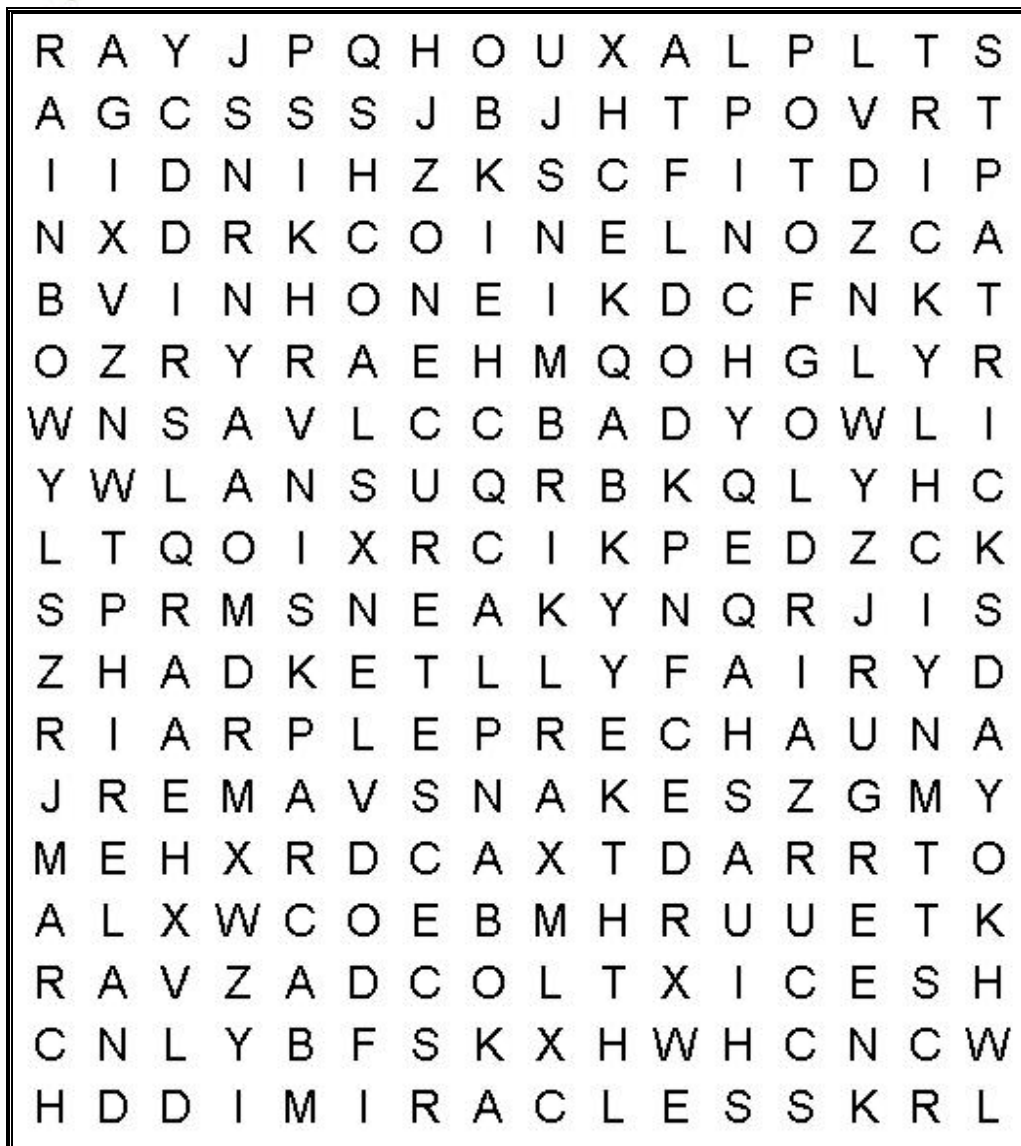 R A Y J P Q H O U X A L P L T S
A G C S S S J B J H T P O V R T
I I D N I H Z K S C F I T D I P
N X D R K C O I N E L N O Z C A
B V I N H O N E I K D C F N K T
O Z R Y R A E H M Q O H G L Y R
W N S A V L C C B A D Y O W L I
Y W L A N S U Q R B K Q L Y H C
L T Q O I X R C I K P E D Z C K
S P R M S N E A K Y N Q R J I S
Z H A D K E T L L Y F A I R Y D
R I A R P L E P R E C H A U N A
J R E M A V S N A K E S Z G M Y
M E H X R D C A X T D A R R T O
A L X W C O E B M H R U U E T K
R A V Z A D C O L T X I C E S H
C N L Y B F S K X H W H C N C W
H D D I M I R A C L E S S K R L